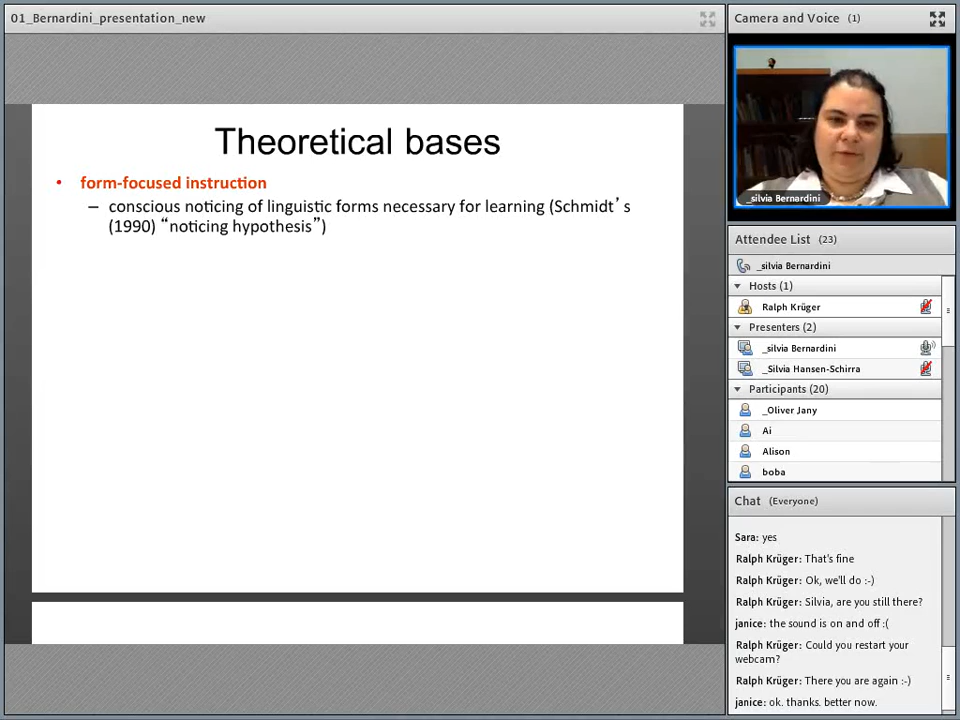 01_Bernardini_presentation_new
Theoretical bases
• form-focused instruction
– conscious noticing of linguistic forms necessary for learning (Schmidt's
(1990) “noticing hypothesis”)
Camera and Voice (1)
_silvia Bernardini
Attendee List (23)
_silvia Bernardini
Hosts (1)
Ralph Krüger
Presenters (2)
_silvia Bernardini
_Silvia Hansen-Schirra
Participants (20)
_Oliver Jany
Ai
Alison
boba
Chat (Everyone)
Sara: yes
Ralph Krüger: That's fine
Ralph Krüger: Ok, we'll do :-)
Ralph Krüger: Silvia, are you still there?
janice: the sound is on and off :(
Ralph Krüger: Could you restart your
webcam?
Ralph Krüger: There you are again :-)
janice: ok. thanks. better now.